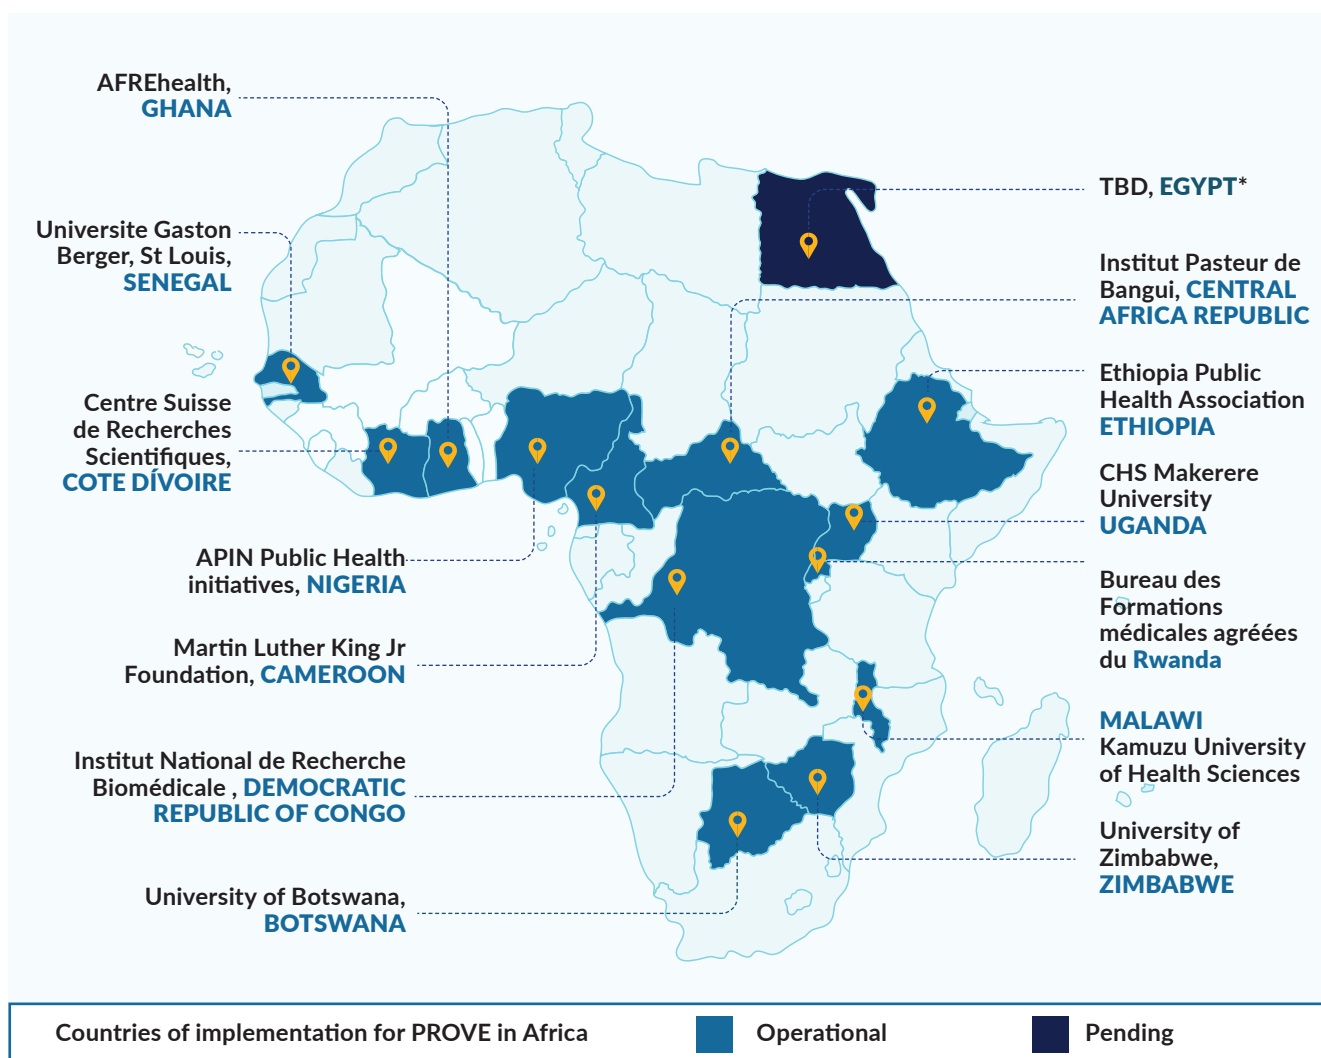 AFREhealth,
GHANA
Universite Gaston
Berger, St Louis,
SENEGAL
Centre Suisse
de Recherches
Scientifiques,
COTE DÍVOIRE
APIN Public Health
initiatives, NIGERIA
Martin Luther King Jr
Foundation, CAMEROON
Institut National de Recherche
Biomédicale , DEMOCRATIC
REPUBLIC OF CONGO
University of Botswana,
BOTSWANA
TBD, EGYPT*
Institut Pasteur de
Bangui, CENTRAL
AFRICA REPUBLIC
Ethiopia Public
Health Association
ETHIOPIA
CHS Makerere
University
UGANDA
Bureau des
Formations
médicales agréées
du Rwanda
MALAWI
Kamuzu University
of Health Sciences
University of
Zimbabwe,
ZIMBABWE
Countries of implementation for PROVE in Africa
Operational
Pending